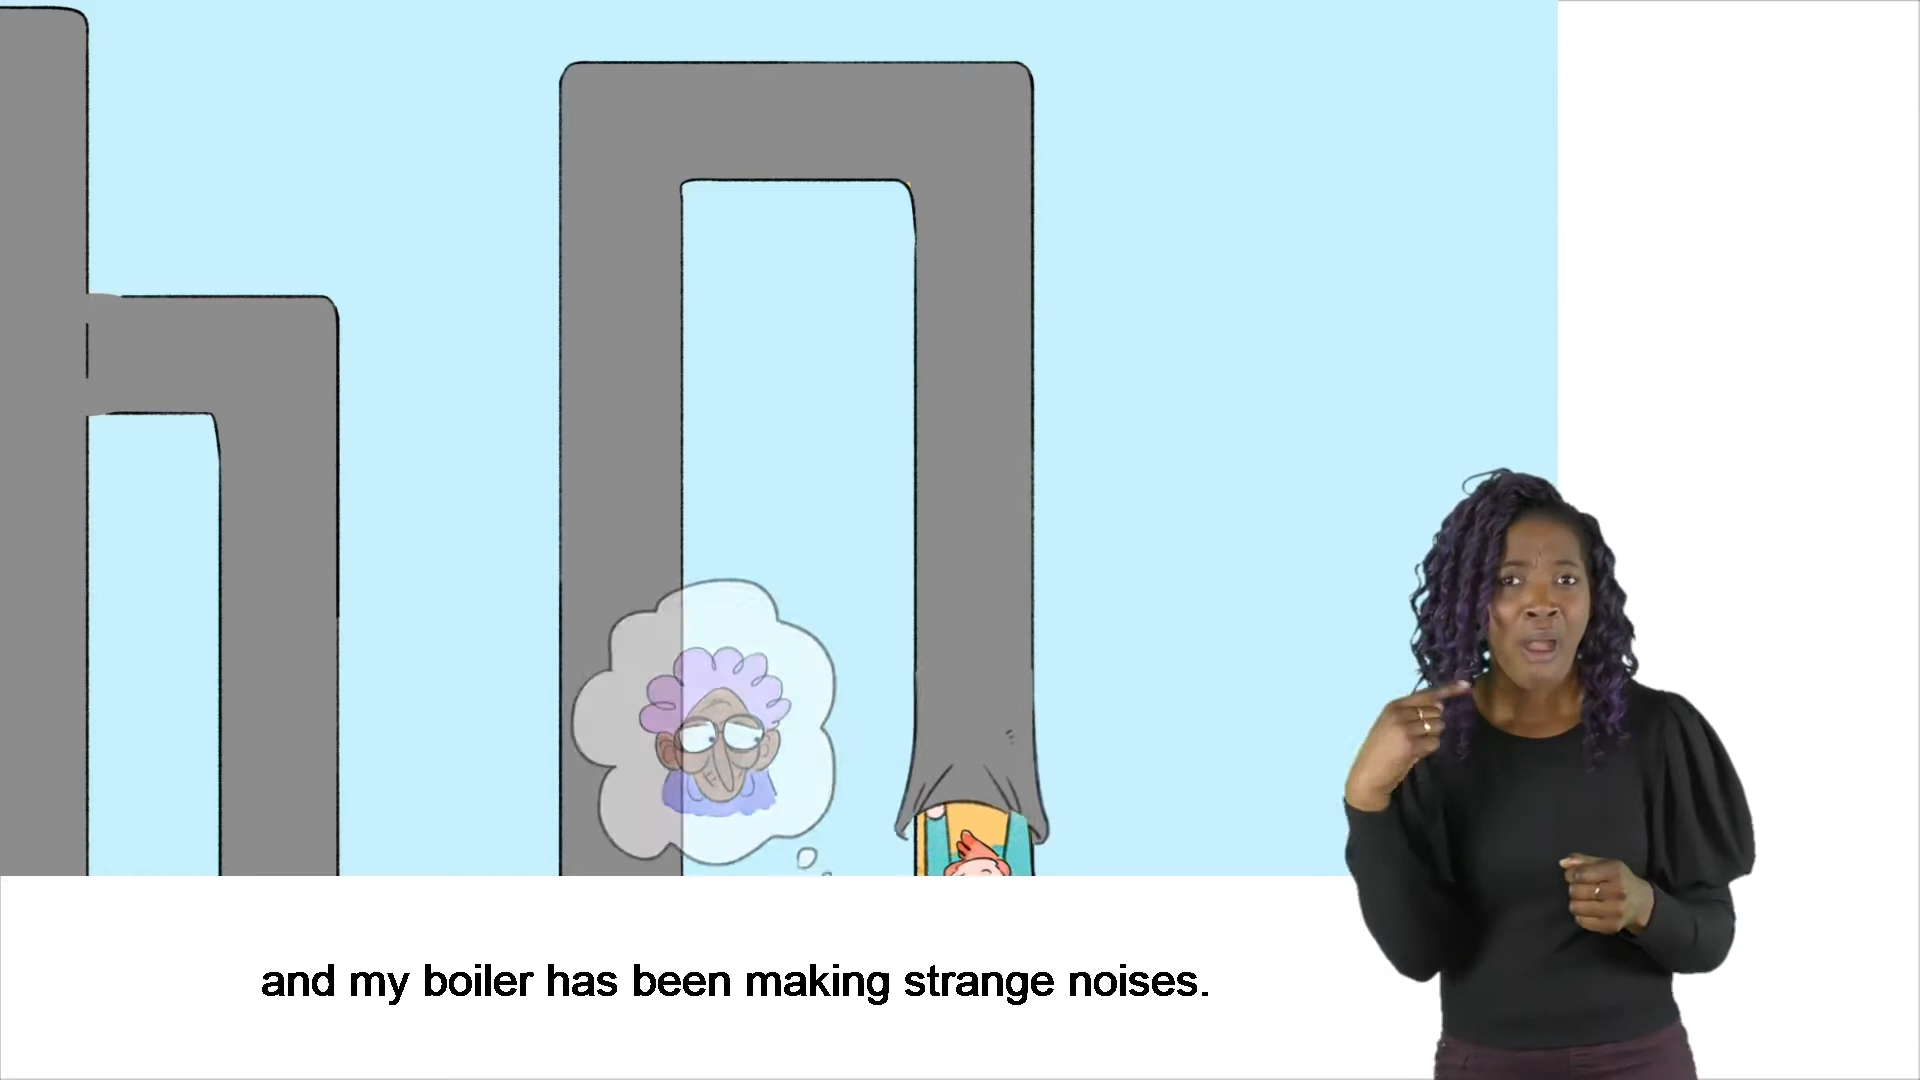 and my boiler has been making strange noises.